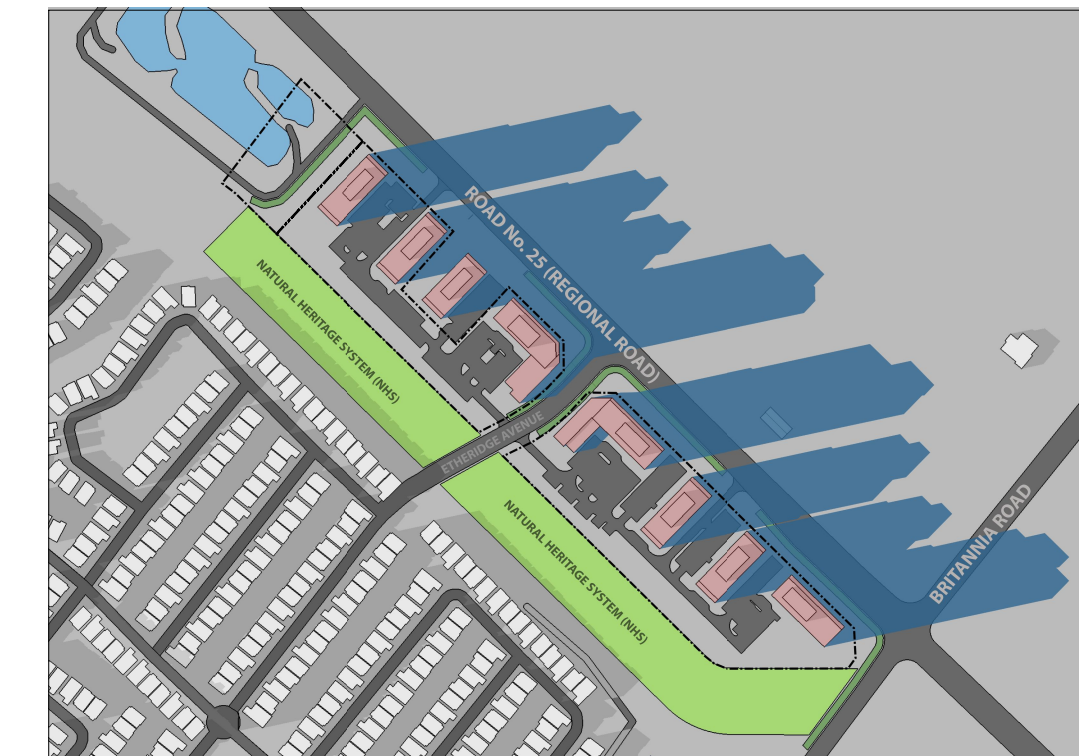 ROAD No. 25 (REGIONAL ROAD)
NATURAL HERITAGE SYSTEM (NHS)
ETHERIDGE AVENUE
NATURAL HERITAGE SYSTEM (NHS)
BRITANNIA ROAD